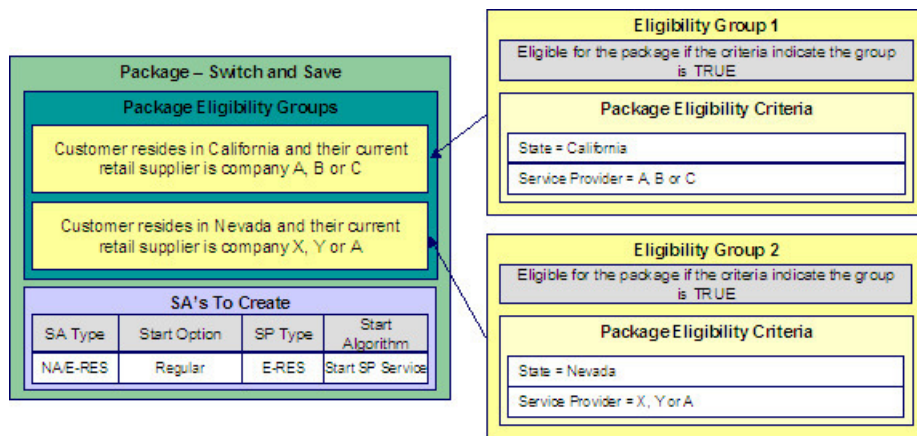 Package – Switch and Save
Package Eligibility Groups
Customer resides in California and their current
retail supplier is company A, B or C
Customer resides in Nevada and their current
retail supplier is company X, Y or A
SA's To Create
SA Type
Start Option
SP Type
Start
Algorithm
NA/E-RES
Regular
E-RES
Start SP Service
Eligibility Group 1
Eligible for the package if the criteria indicate the group
is TRUE
Package Eligibility Criteria
State = California
Service Provider = A, B or C
Eligibility Group 2
Eligible for the package if the criteria indicate the group
is TRUE
Package Eligibility Criteria
State = Nevada
Service Provider = X, Y or A